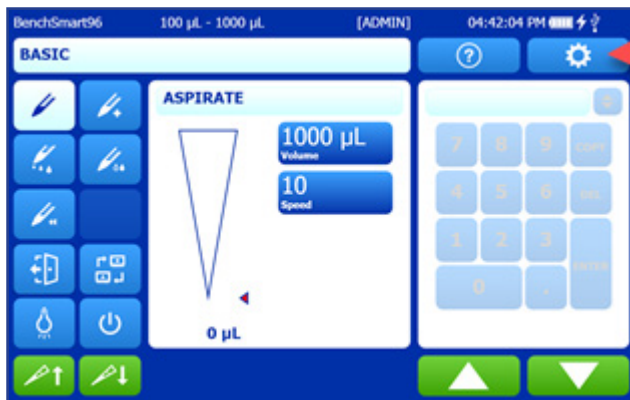 BenchSmart96 100 µL - 1000 µL [ADMIN] 04:42:04 PM
BASIC
?
ASPIRATE
1000 µL
Volume
10
Speed
0 µL
7 8 9 COPY
4 5 6 DEL
1 2 3
ENTER
0 .